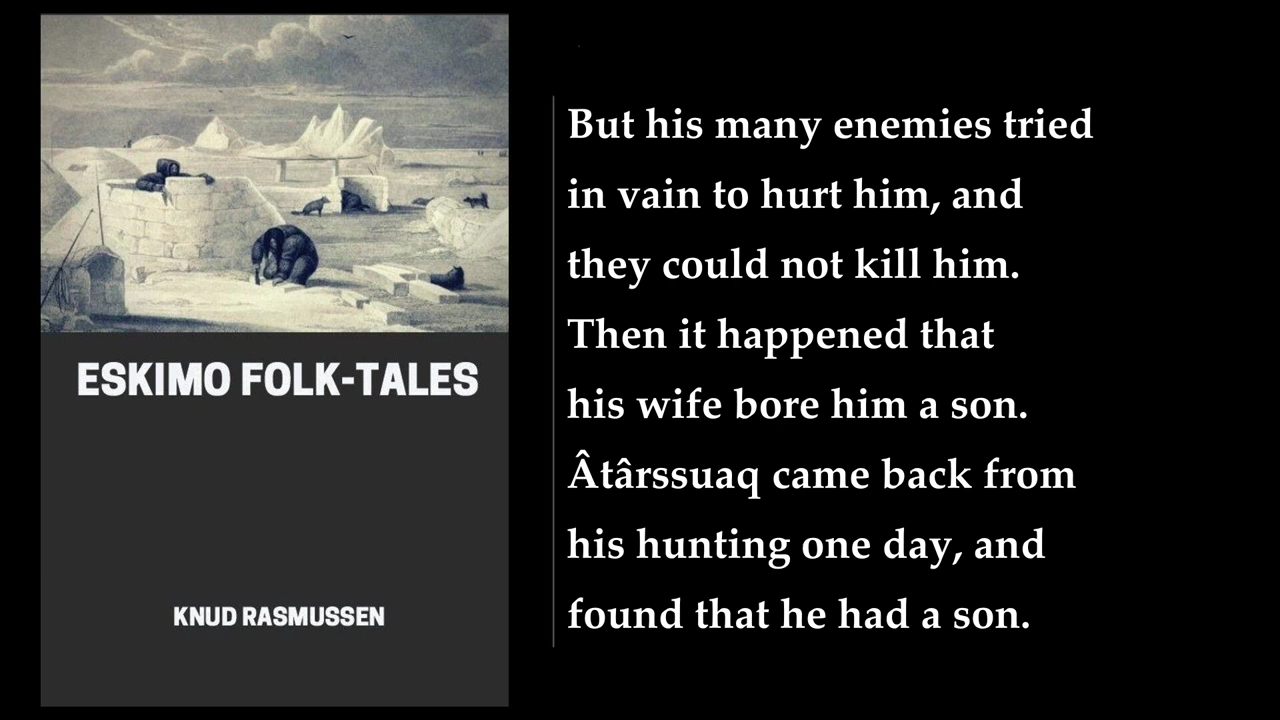 ESKIMO FOLK-TALES
KNUD RASMUSSEN
But his many enemies tried
in vain to hurt him, and
they could not kill him.
Then it happened that
his wife bore him a son.
Âtârssuaq came back from
his hunting one day, and
found that he had a son.